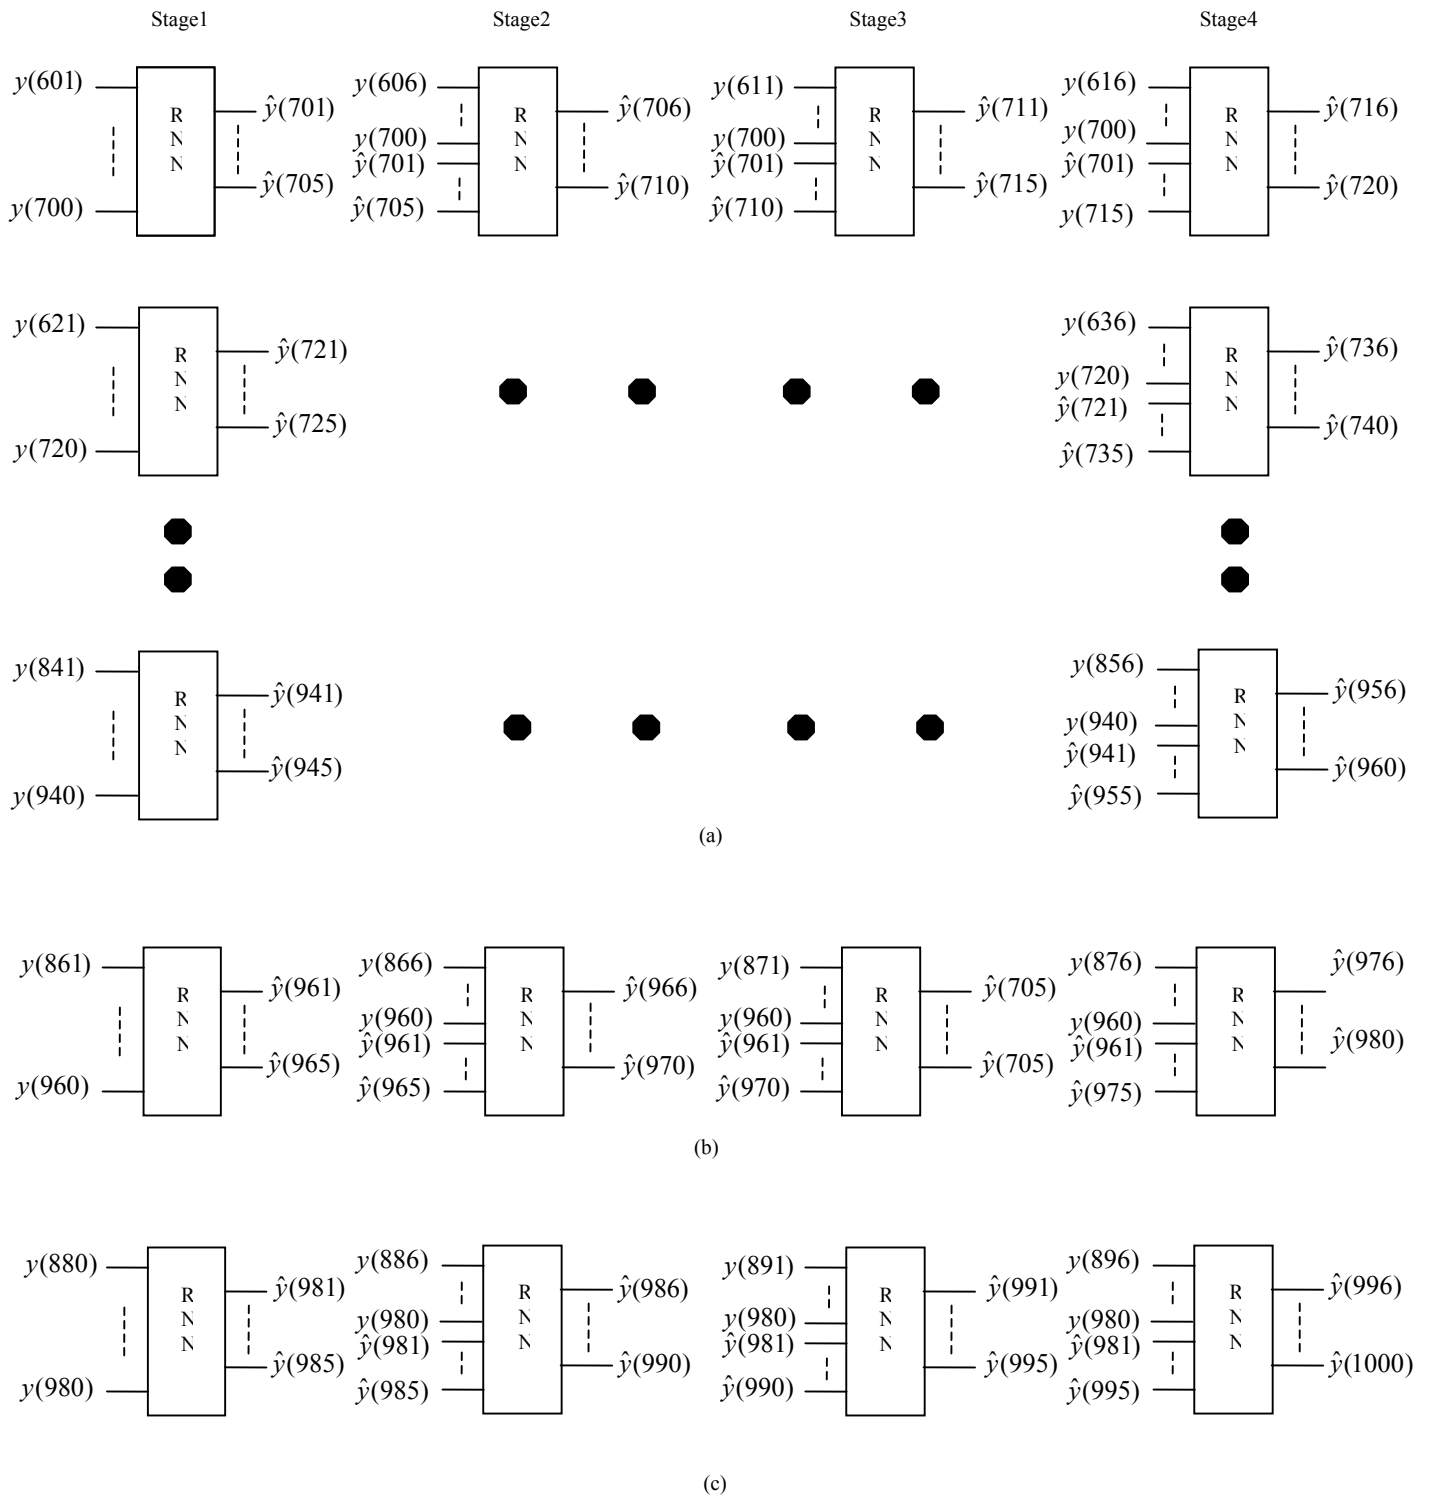 Stage1 Stage2 Stage3 Stage4
y(601) R N N ŷ(701) ŷ(705) y(700)
y(606) y(700) ŷ(701) ŷ(705) R N N ŷ(706) ŷ(710)
y(611) y(700) ŷ(701) ŷ(710) R N N ŷ(711) ŷ(715)
y(616) y(700) ŷ(701) y(715) R N N ŷ(716) ŷ(720)
y(621) y(720) R N N ŷ(721) ŷ(725)
y(636) y(720) ŷ(721) ŷ(735) R N N ŷ(736) ŷ(740)
y(841) y(940) R N N ŷ(941) ŷ(945)
y(856) y(940) ŷ(941) ŷ(955) R N N ŷ(956) ŷ(960)
(a)
y(861) y(960) R N N ŷ(961) ŷ(965)
y(866) y(960) ŷ(961) ŷ(965) R N N ŷ(966) ŷ(970)
y(871) y(960) ŷ(961) ŷ(970) R N N ŷ(705) ŷ(705)
y(876) y(960) ŷ(961) ŷ(975) R N N ŷ(976) ŷ(980)
(b)
y(880) y(980) R N N ŷ(981) ŷ(985)
y(886) y(980) ŷ(981) ŷ(985) R N N ŷ(986) ŷ(990)
y(891) y(980) ŷ(981) ŷ(990) R N N ŷ(991) ŷ(995)
y(896) y(980) ŷ(981) ŷ(995) R N N ŷ(996) ŷ(1000)
(c)